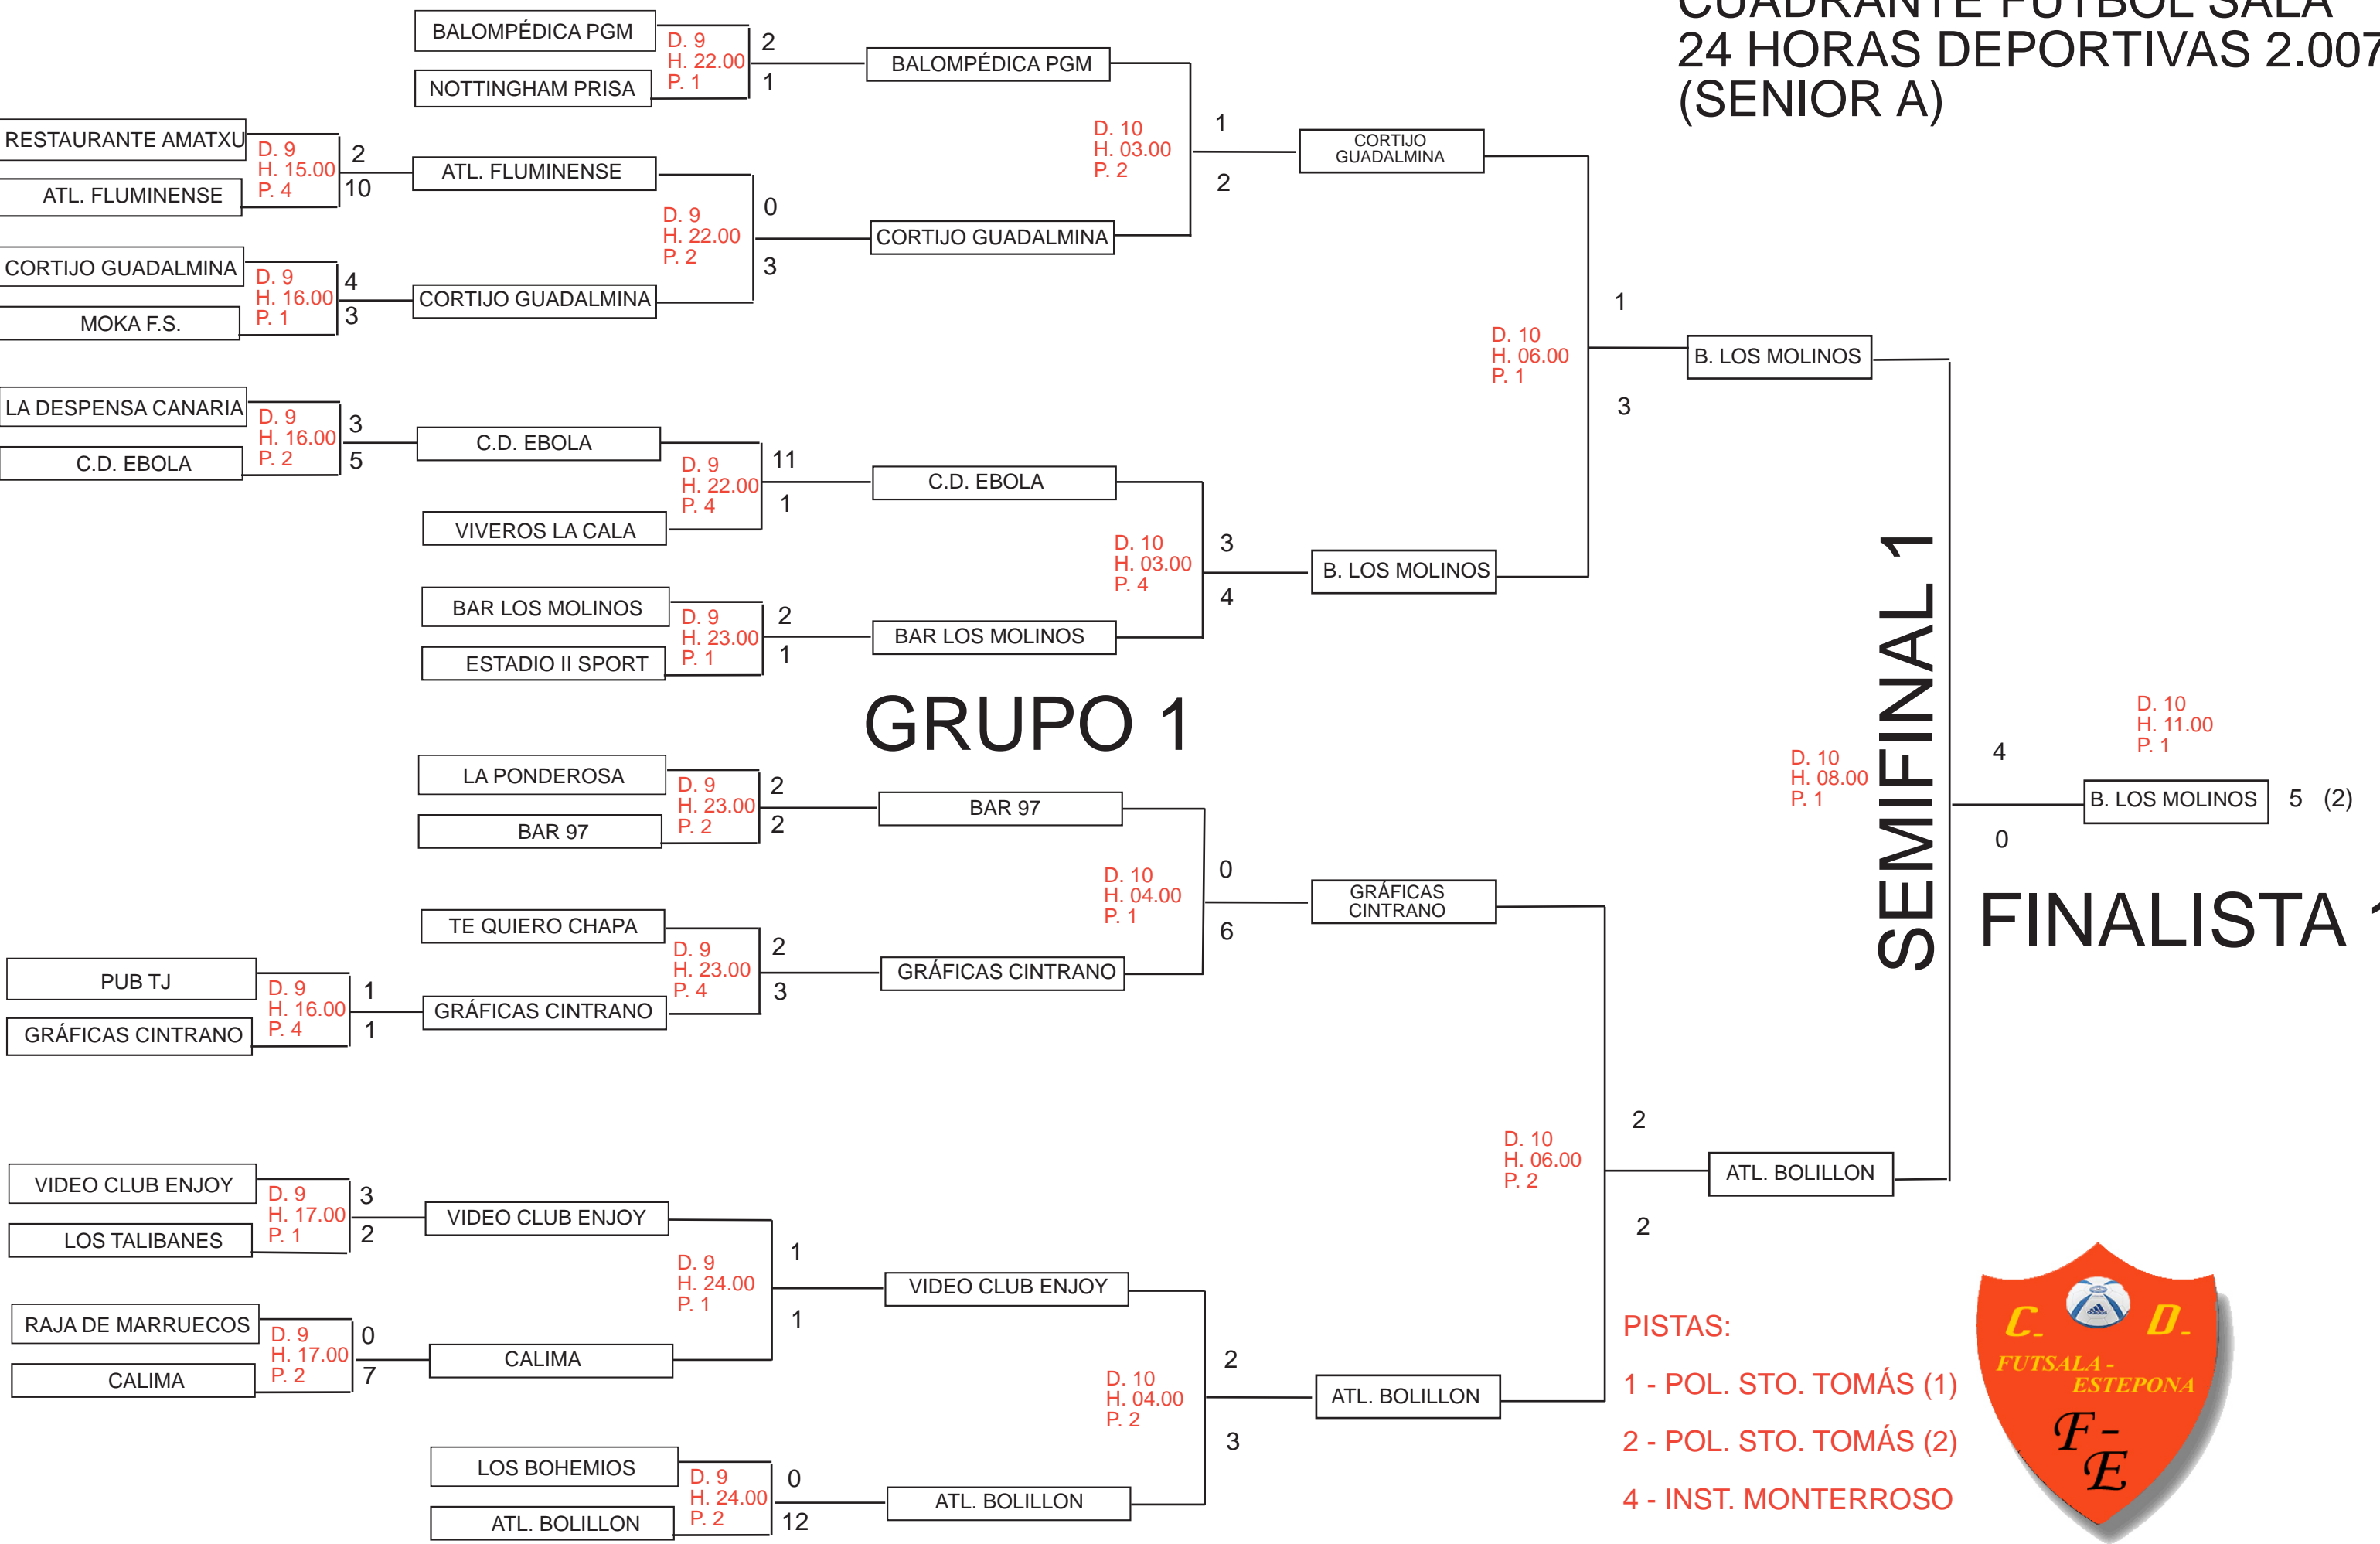 CUADRANTE FUTBOL SALA
24 HORAS DEPORTIVAS 2.007
(SENIOR A)
BALOMPÉDICA PGM
NOTTINGHAM PRISA
D. 9
H. 22.00
P. 1
2
1
BALOMPÉDICA PGM
RESTAURANTE AMATXU
ATL. FLUMINENSE
D. 9
H. 15.00
P. 4
2
10
ATL. FLUMINENSE
CORTIJO GUADALMINA
MOKA F.S.
D. 9
H. 16.00
P. 1
4
3
CORTIJO GUADALMINA
D. 9
H. 22.00
P. 2
0
3
CORTIJO GUADALMINA
D. 10
H. 03.00
P. 2
1
2
CORTIJO
GUADALMINA
LA DESPENSA CANARIA
C.D. EBOLA
D. 9
H. 16.00
P. 2
3
5
C.D. EBOLA
VIVEROS LA CALA
D. 9
H. 22.00
P. 4
11
1
C.D. EBOLA
BAR LOS MOLINOS
ESTADIO II SPORT
D. 9
H. 23.00
P. 1
2
1
BAR LOS MOLINOS
D. 10
H. 03.00
P. 4
3
4
B. LOS MOLINOS
D. 10
H. 06.00
P. 1
1
3
B. LOS MOLINOS
GRUPO 1
LA PONDEROSA
BAR 97
D. 9
H. 23.00
P. 2
2
2
BAR 97
TE QUIERO CHAPA
PUB TJ
GRÁFICAS CINTRANO
D. 9
H. 16.00
P. 4
1
1
GRÁFICAS CINTRANO
D. 9
H. 23.00
P. 4
2
3
GRÁFICAS CINTRANO
D. 10
H. 04.00
P. 1
0
6
GRÁFICAS
CINTRANO
VIDEO CLUB ENJOY
LOS TALIBANES
D. 9
H. 17.00
P. 1
3
2
VIDEO CLUB ENJOY
RAJA DE MARRUECOS
CALIMA
D. 9
H. 17.00
P. 2
0
7
CALIMA
D. 9
H. 24.00
P. 1
1
1
VIDEO CLUB ENJOY
LOS BOHEMIOS
ATL. BOLILLON
D. 9
H. 24.00
P. 2
0
12
ATL. BOLILLON
D. 10
H. 04.00
P. 2
2
3
ATL. BOLILLON
D. 10
H. 06.00
P. 2
2
2
ATL. BOLILLON
SEMIFINAL 1
D. 10
H. 08.00
P. 1
4
0
D. 10
H. 11.00
P. 1
B. LOS MOLINOS
5 (2)
FINALISTA 1
PISTAS:
1 - POL. STO. TOMÁS (1)
2 - POL. STO. TOMÁS (2)
4 - INST. MONTERROSO
C. D.
adidas
FUTSALA -
ESTEPONA
F -
E